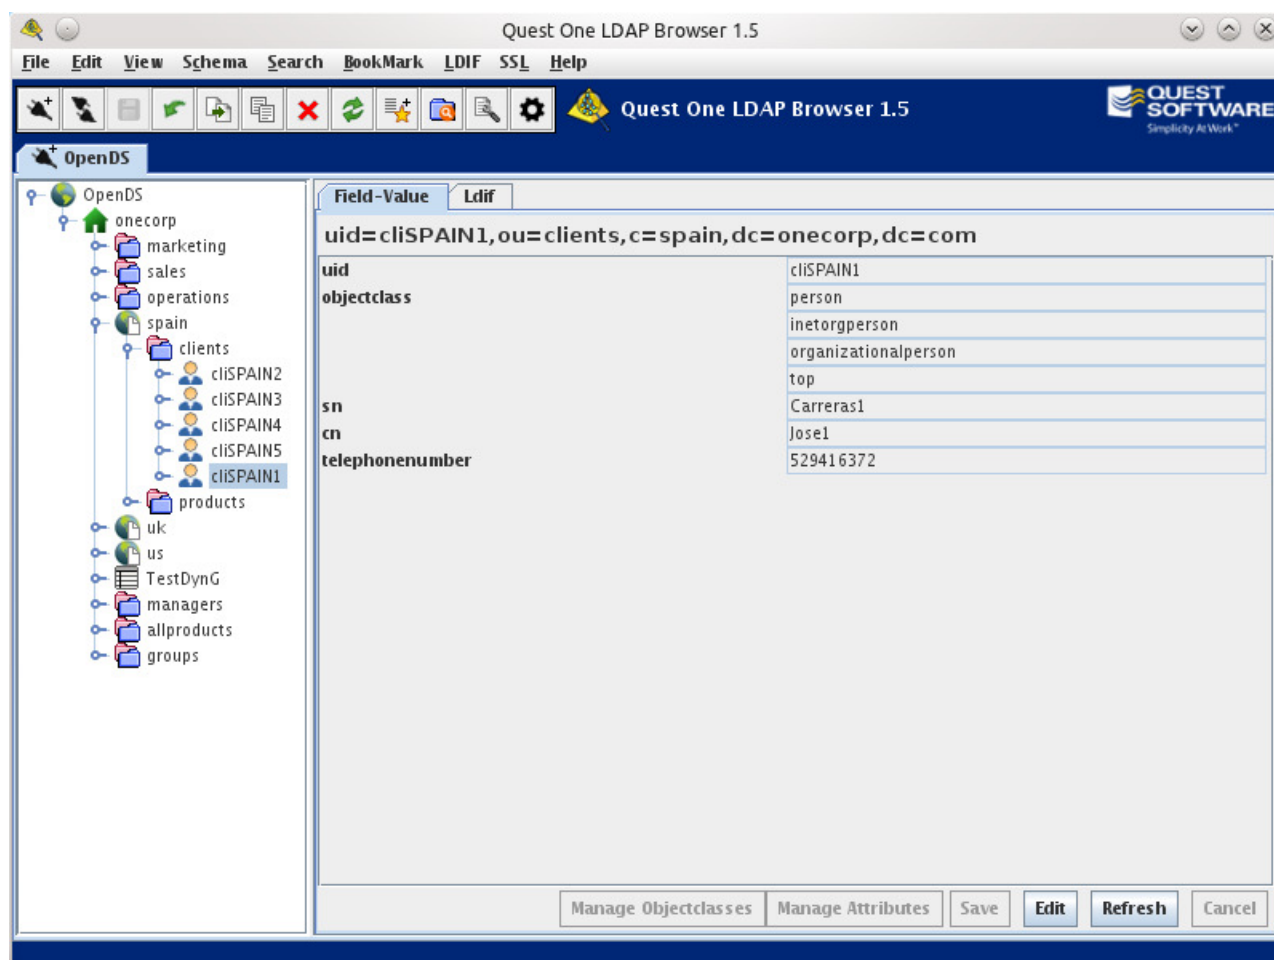 Quest One LDAP Browser 1.5
File Edit View Schema Search BookMark LDIF SSL Help
Quest One LDAP Browser 1.5
QUEST
SOFTWARE
Simplicity At Work™
OpenDS
OpenDS
onecorp
marketing
sales
operations
spain
clients
cliSPAIN2
cliSPAIN3
cliSPAIN4
cliSPAIN5
cliSPAIN1
products
uk
us
TestDynG
managers
allproducts
groups
Field-Value Ldif
uid=cliSPAIN1,ou=clients,c=spain,dc=onecorp,dc=com
uid cliSPAIN1
objectclass person
inetorgperson
organizationalperson
top
sn Carreras1
cn Jose1
telephonenumber 529416372
Manage Objectclasses Manage Attributes Save Edit Refresh Cancel